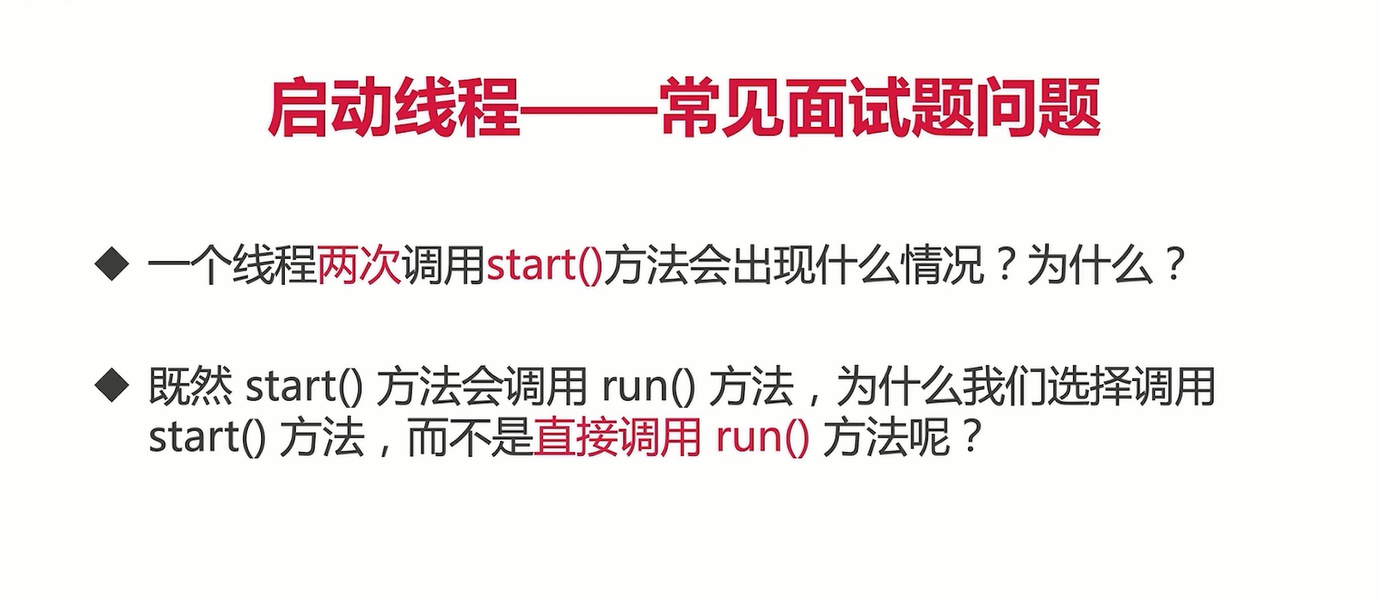 启动线程——常见面试题问题
◆ 一个线程两次调用start()方法会出现什么情况？为什么？
◆ 既然 start() 方法会调用 run() 方法，为什么我们选择调用
start() 方法，而不是直接调用 run() 方法呢？